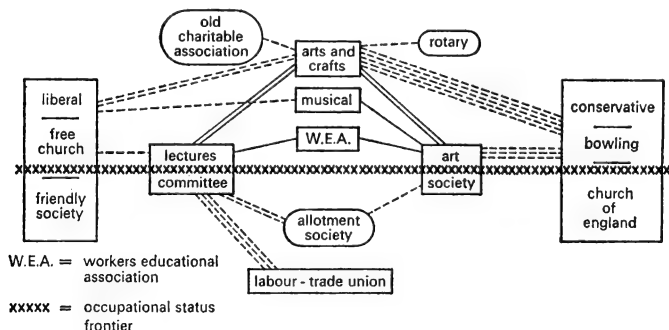 old
charitable
association
arts and
crafts
rotary
liberal
musical
conservative
free
church
W.E.A.
bowling
lectures
committee
art
society
friendly
society
allotment
society
church
of
england
W.E.A. = workers educational
association
labour - trade union
xxxxx = occupational status
frontier